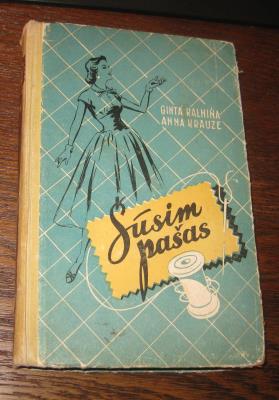 GINTA KALNIŅA
ANNA KRAUZE
Šūsim
pašas